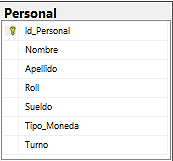 Personal
Id_Personal
Nombre
Apellido
Roll
Sueldo
Tipo_Moneda
Turno